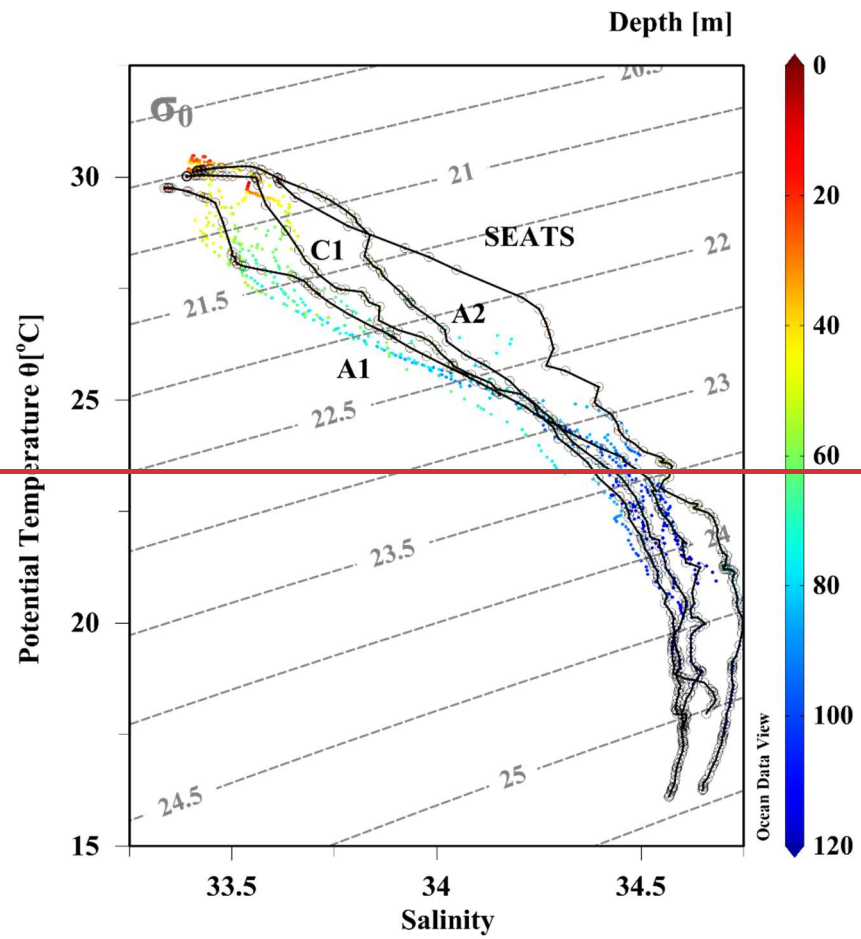 Depth [m]
0
20
40
60
80
100
120
σ0
20.5
21
21.5
22
22.5
23
23.5
24
24.5
25
SEATS
C1
A2
A1
30
25
20
15
Potential Temperature θ[°C]
33.5
34
34.5
Salinity
Ocean Data View